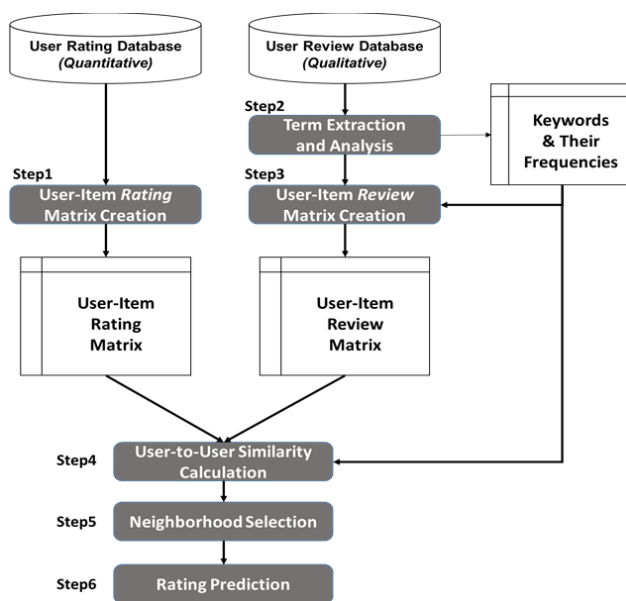 User Rating Database
(Quantitative)
User Review Database
(Qualitative)
Step2
Term Extraction
and Analysis
Keywords
& Their
Frequencies
Step1
User-Item Rating
Matrix Creation
Step3
User-Item Review
Matrix Creation
User-Item
Rating
Matrix
User-Item
Review
Matrix
Step4
User-to-User Similarity
Calculation
Step5
Neighborhood Selection
Step6
Rating Prediction